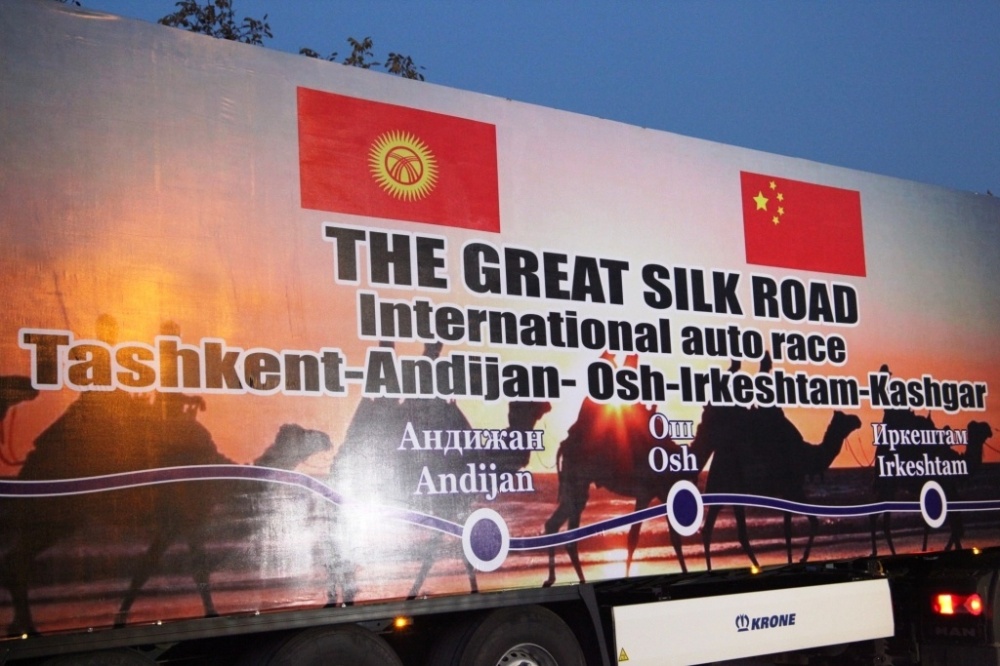 THE GREAT SILK ROAD
International auto race
Tashkent-Andijan- Osh-Irkeshtam-Kashgar
Андижан
Andijan
Ош
Osh
Иркештам
Irkeshtam
KRONE
MAN